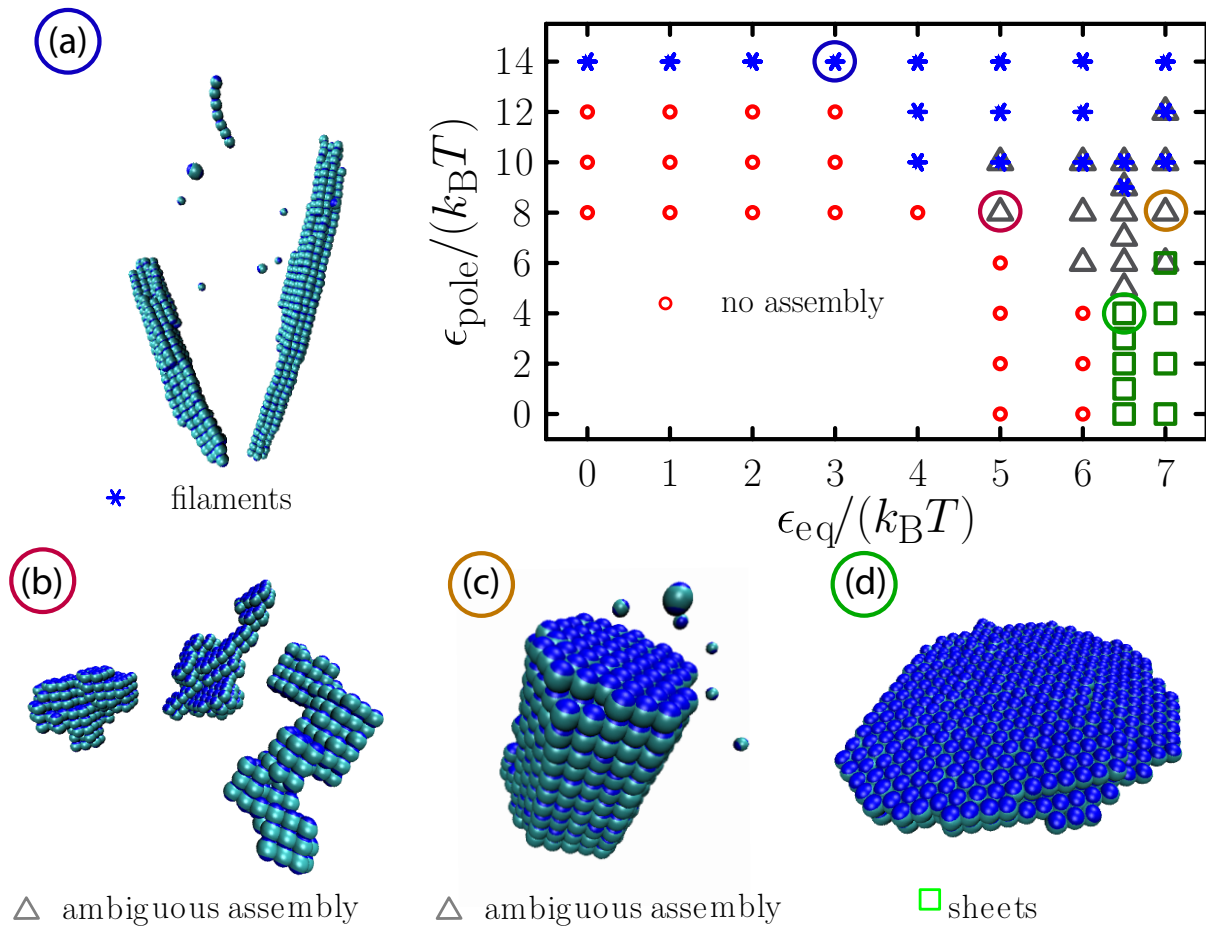 (a)
filaments
ϵpole/(kBT)
14
12
10
8
6
4
2
0
no assembly
0 1 2 3 4 5 6 7
ϵeq/(kBT)
(b)
ambiguous assembly
(c)
ambiguous assembly
(d)
sheets